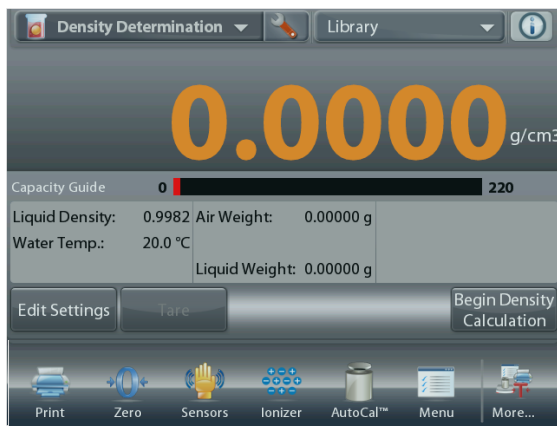 Density Determination Library
0.0000 g/cm3
Capacity Guide 0 220
Liquid Density: 0.9982 Air Weight: 0.00000 g
Water Temp.: 20.0 °C
Liquid Weight: 0.00000 g
Edit Settings Tare Begin Density
Calculation
Print Zero Sensors Ionizer AutoCal™ Menu More...